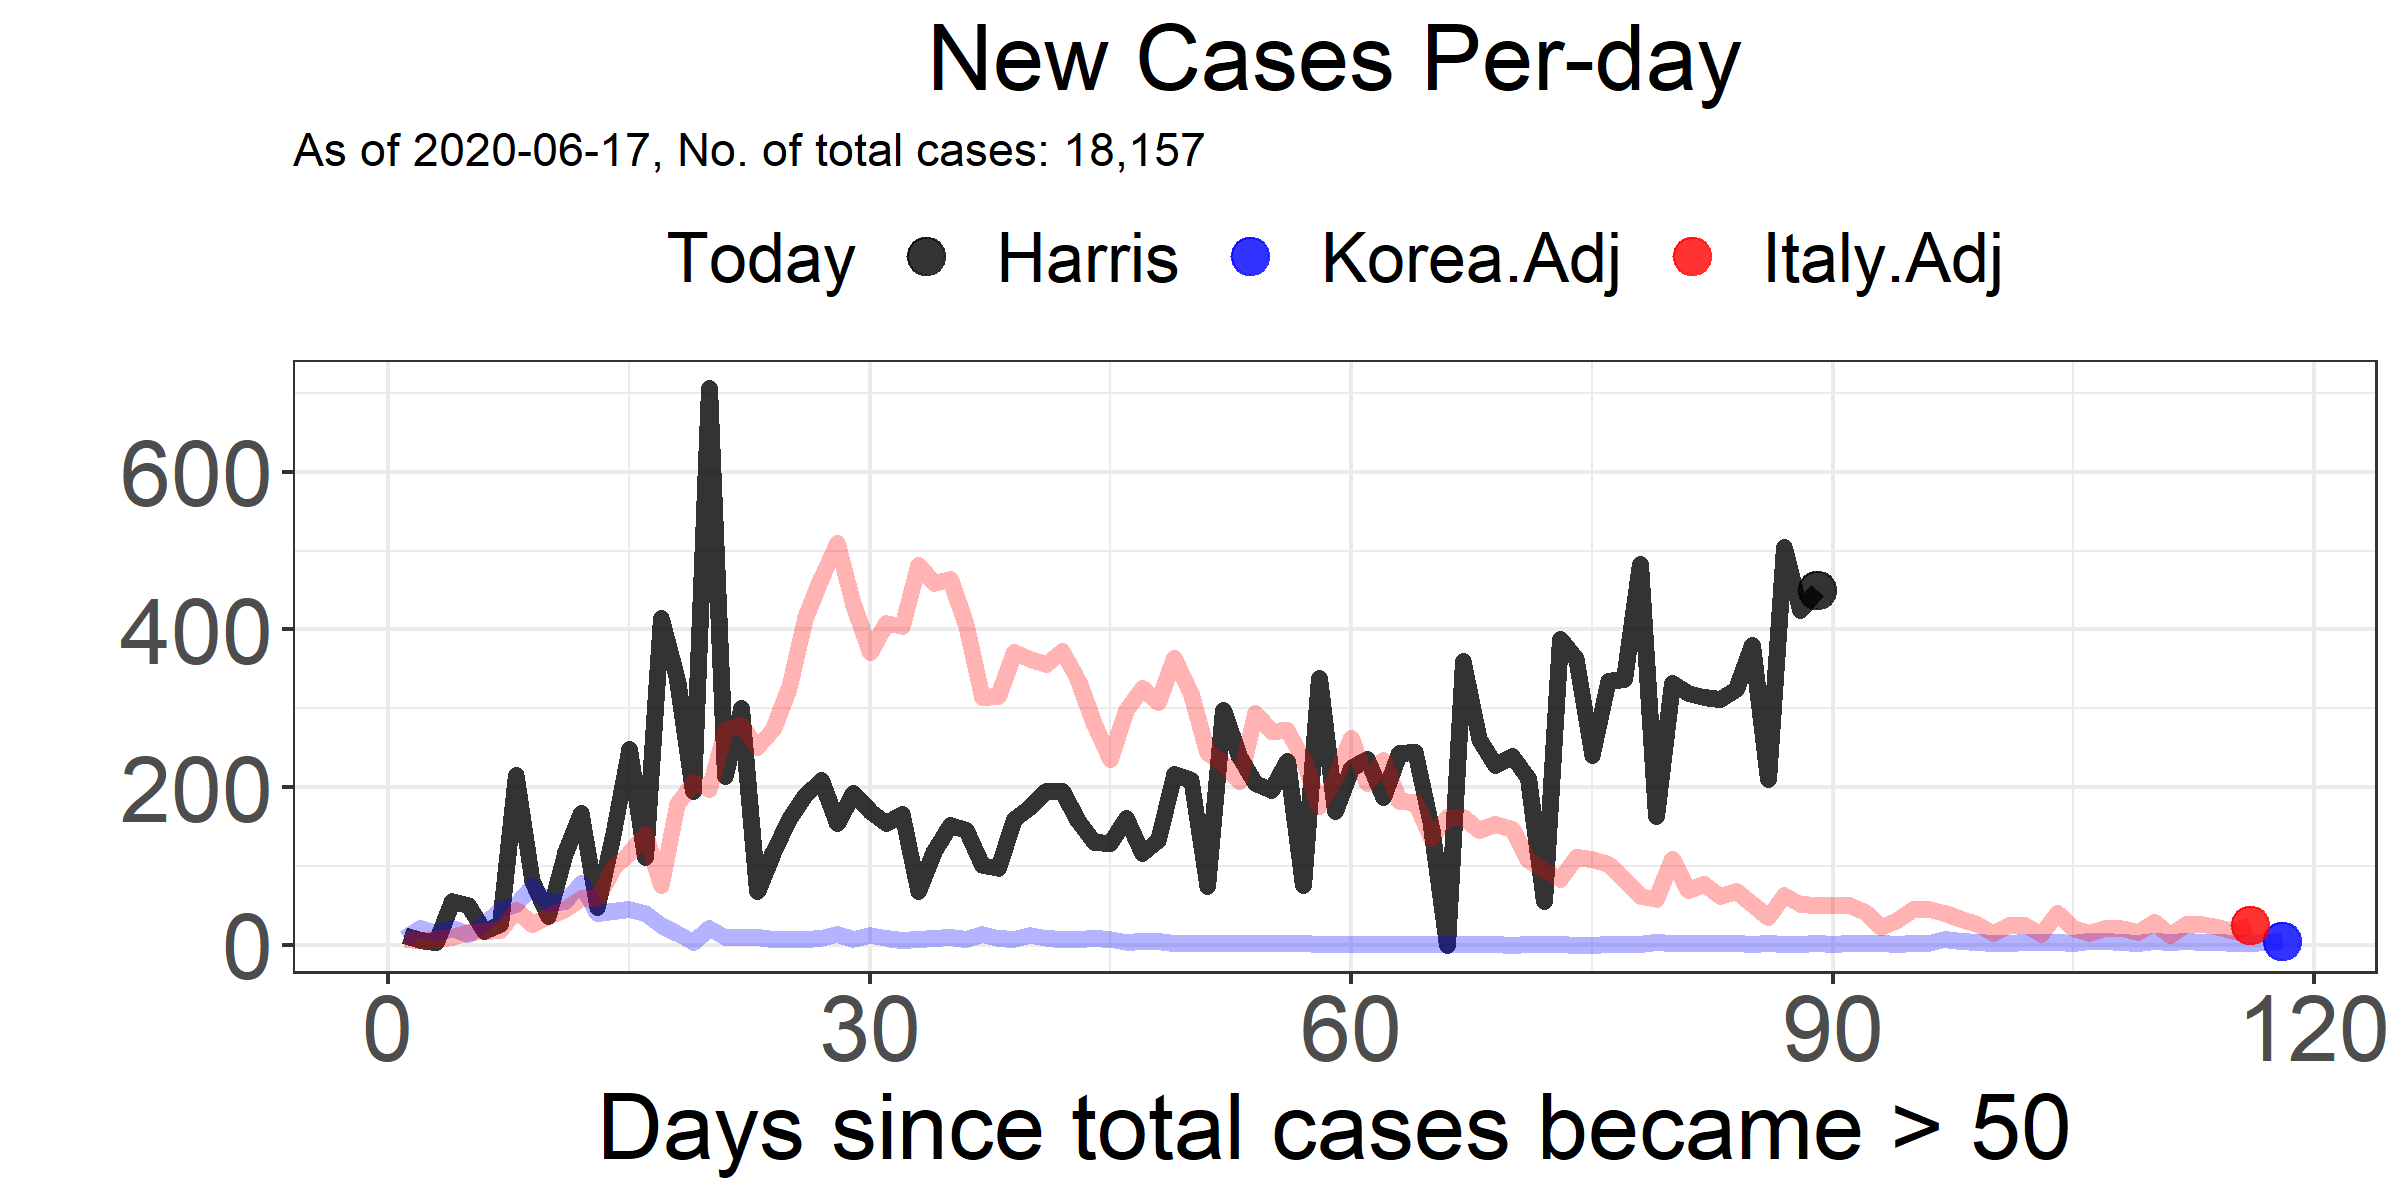 New Cases Per-day
As of 2020-06-17, No. of total cases: 18,157
Today Harris Korea.Adj Italy.Adj
600
400
200
0
0 30 60 90 120
Days since total cases became > 50